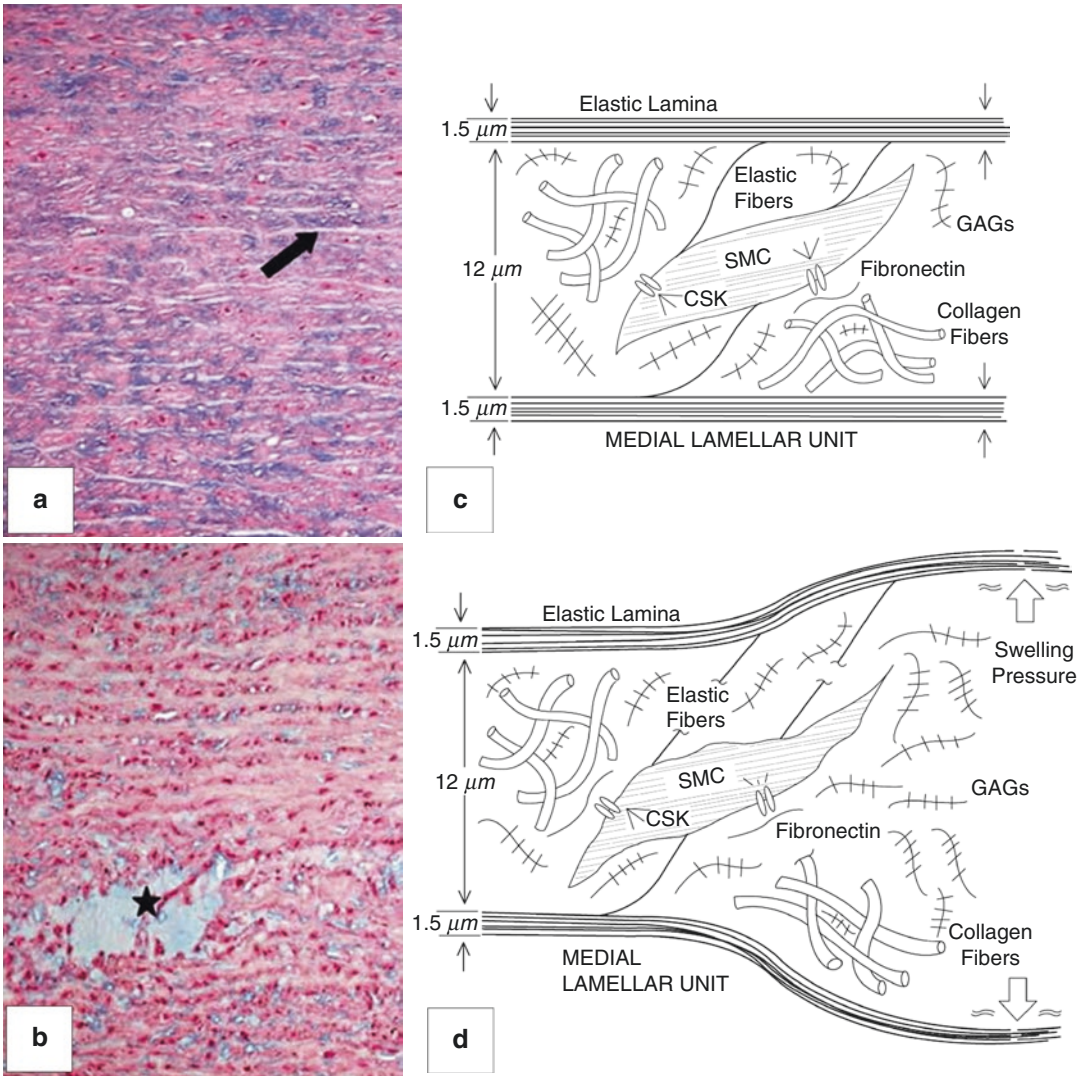 a
Elastic Lamina
1.5 µm
Elastic
Fibers
GAGs
SMC
12 µm
Fibronectin
CSK
Collagen
Fibers
1.5 µm
MEDIAL LAMELLAR UNIT
c
b
Elastic Lamina
1.5 µm
Swelling
Pressure
Elastic
Fibers
12 µm
SMC
GAGs
CSK
Fibronectin
1.5 µm
Collagen
Fibers
MEDIAL
LAMELLAR UNIT
d